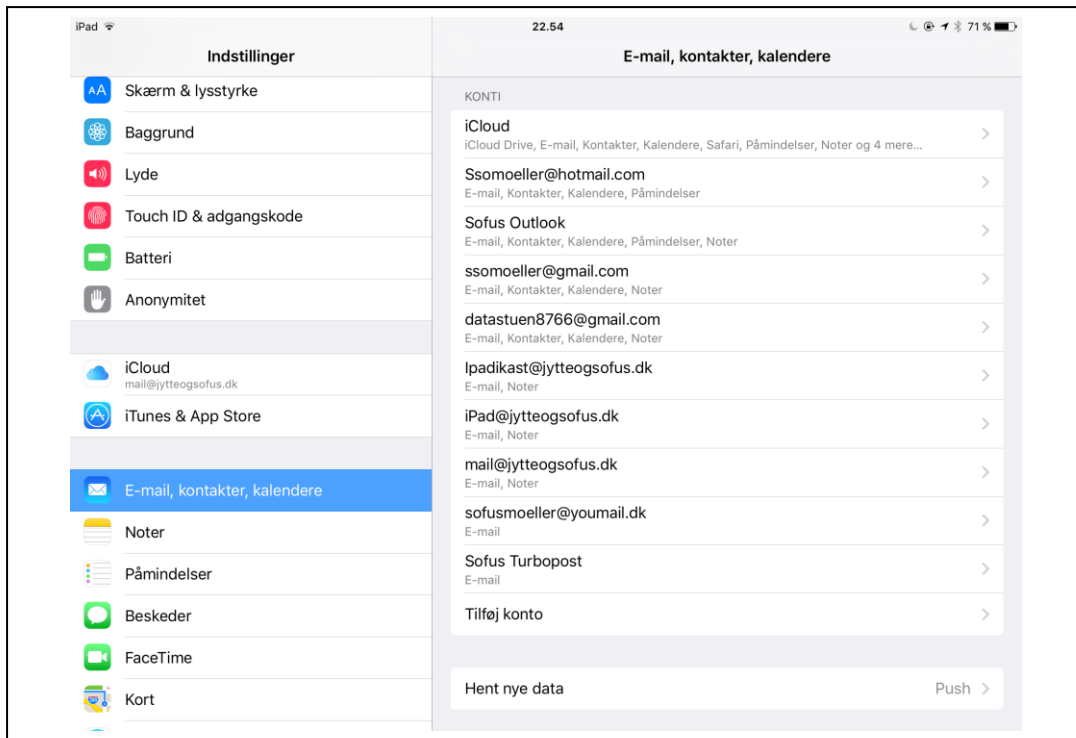 iPad
22.54
71 %
Indstillinger
E-mail, kontakter, kalendere
AA Skærm & lysstyrke
Baggrund
Lyde
Touch ID & adgangskode
Batteri
Anonymitet
iCloud
mail@jytteogsofus.dk
iTunes & App Store
E-mail, kontakter, kalendere
Noter
Påmindelser
Beskeder
FaceTime
Kort
KONTI
iCloud
iCloud Drive, E-mail, Kontakter, Kalendere, Safari, Påmindelser, Noter og 4 mere...
Ssomoeller@hotmail.com
E-mail, Kontakter, Kalendere, Påmindelser
Sofus Outlook
E-mail, Kontakter, Kalendere, Påmindelser, Noter
ssomoeller@gmail.com
E-mail, Kontakter, Kalendere, Noter
datastuen8766@gmail.com
E-mail, Kontakter, Kalendere, Noter
Ipadikast@jytteogsofus.dk
E-mail, Noter
iPad@jytteogsofus.dk
E-mail, Noter
mail@jytteogsofus.dk
E-mail, Noter
sofusmoeller@youmail.dk
E-mail
Sofus Turbopost
E-mail
Tilføj konto
Hent nye data
Push